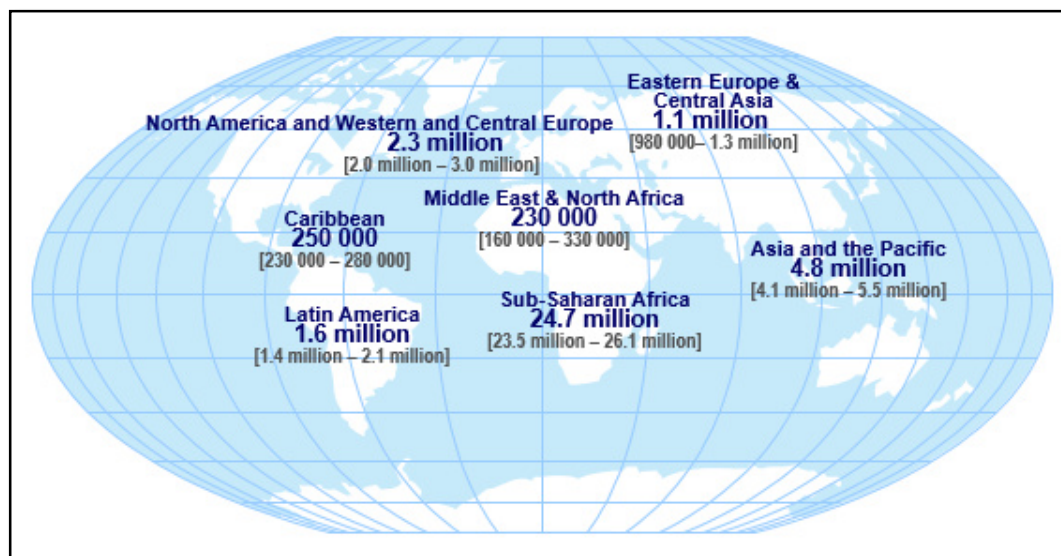 Eastern Europe &
Central Asia
1.1 million
[980 000– 1.3 million]
North America and Western and Central Europe
2.3 million
[2.0 million – 3.0 million]
Middle East & North Africa
230 000
[160 000 – 330 000]
Caribbean
250 000
[230 000 – 280 000]
Asia and the Pacific
4.8 million
[4.1 million – 5.5 million]
Sub-Saharan Africa
24.7 million
[23.5 million – 26.1 million]
Latin America
1.6 million
[1.4 million – 2.1 million]